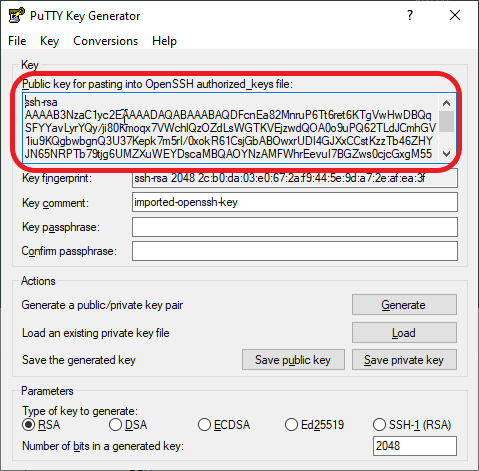 PuTTY Key Generator
File Key Conversions Help
Key
Public key for pasting into OpenSSH authorized_keys file:
ssh-rsa
AAAAB3NzaC1yc2EAAAADAQABAAABAQDFcnEa82MnruP6Tt6ret6KTgVwHwDBQq
SFYYavLyrYQy/ji80Kmoqx7VWchlQzOZdLsWGTKVEjzwdQOA0o9uPQ62TLdJCmhGV
1iu9KQgbwbgnQ3U37Kepk7m5rI/0xokR61CsjGbABOwxrUDI4GJXxCCstKzzTb46ZHY
JN65NRPTb79tjg6UMZXuWEYDscaMBQAOYNzAMFWhrEevuI7BGZws0cjcGxgM55
Key fingerprint: ssh-rsa 2048 2c:b0:da:03:e0:67:2a:f9:44:5e:9d:a7:2e:af:ea:3f
Key comment: imported-openssh-key
Key passphrase:
Confirm passphrase:
Actions
Generate a public/private key pair Generate
Load an existing private key file Load
Save the generated key Save public key Save private key
Parameters
Type of key to generate:
RSA DSA ECDSA Ed25519 SSH-1 (RSA)
Number of bits in a generated key: 2048